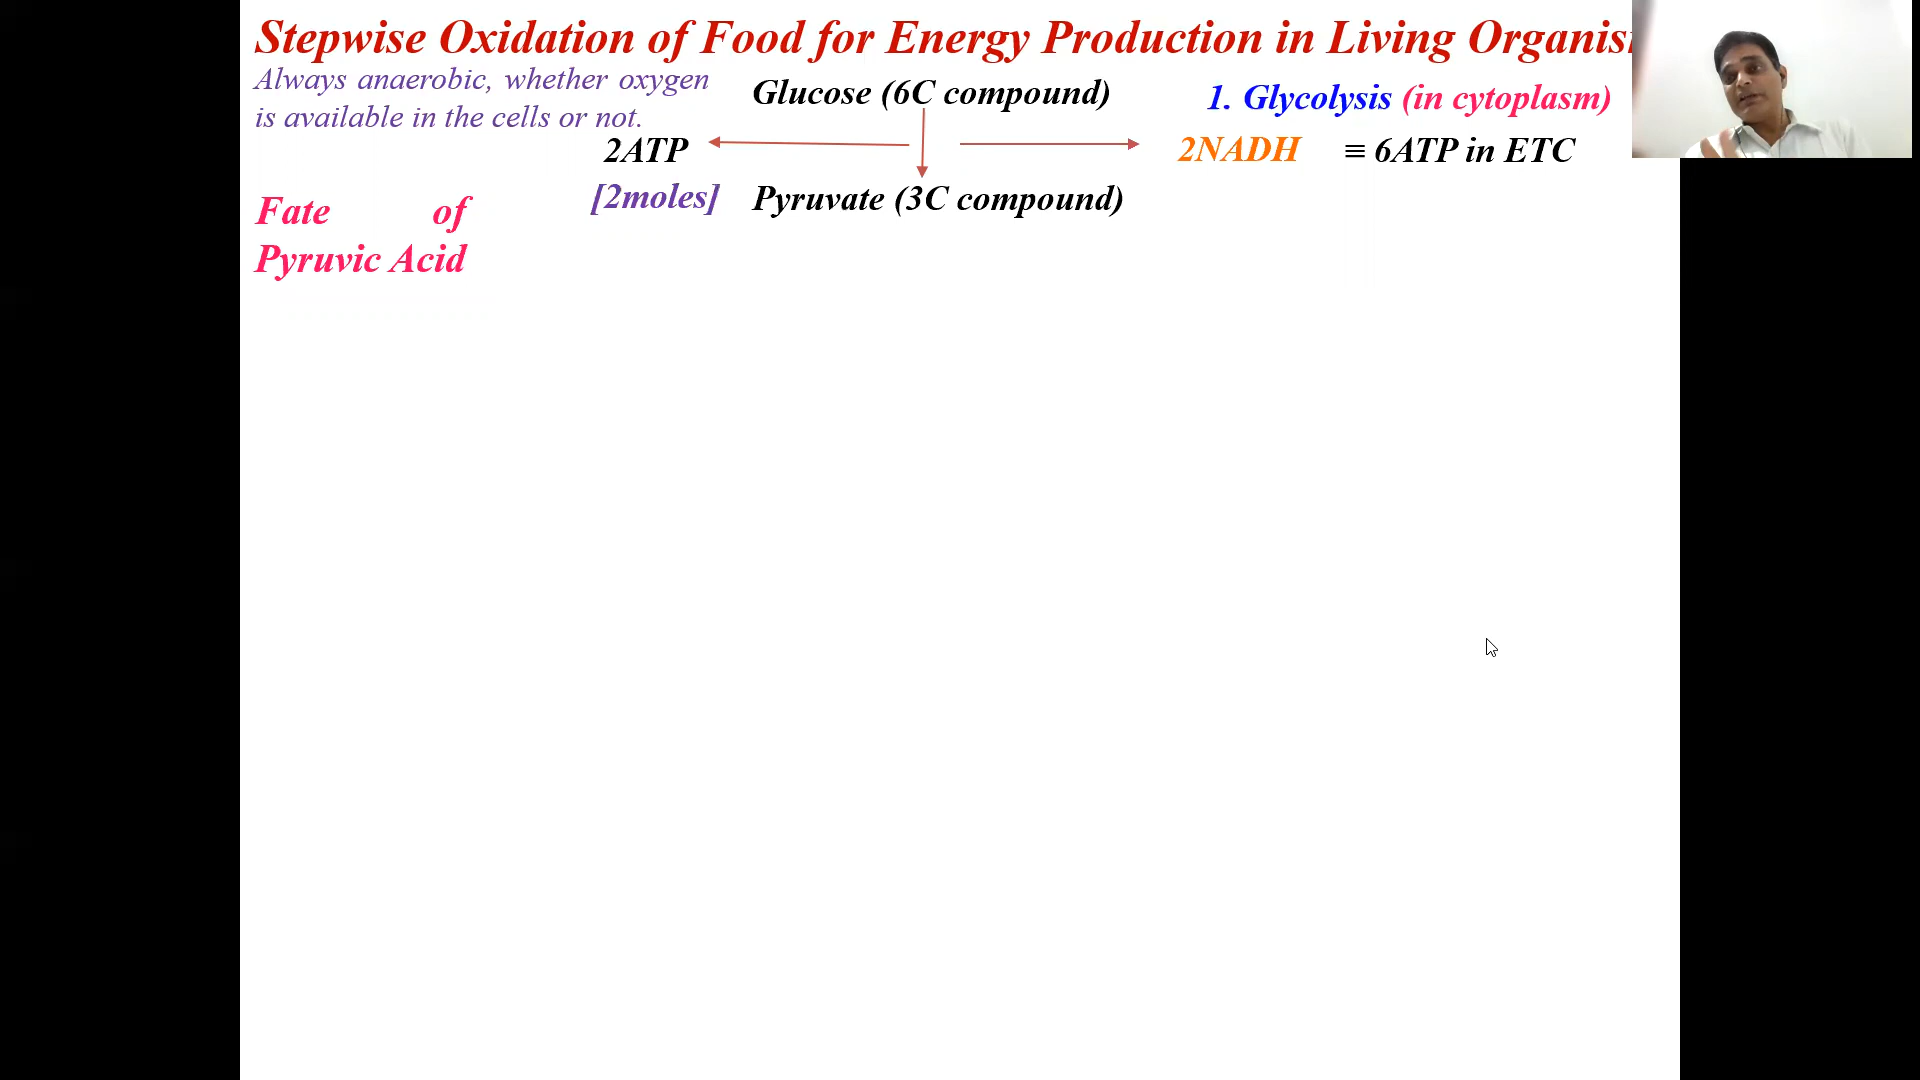 Stepwise Oxidation of Food for Energy Production in Living
Always anaerobic, whether oxygen
is available in the cells or not.
Glucose (6C compound)
1. Glycolysis (in cytoplasm)
2ATP
2NADH ≡ 6ATP in ETC
[2moles] Pyruvate (3C compound)
Fate of
Pyruvic Acid